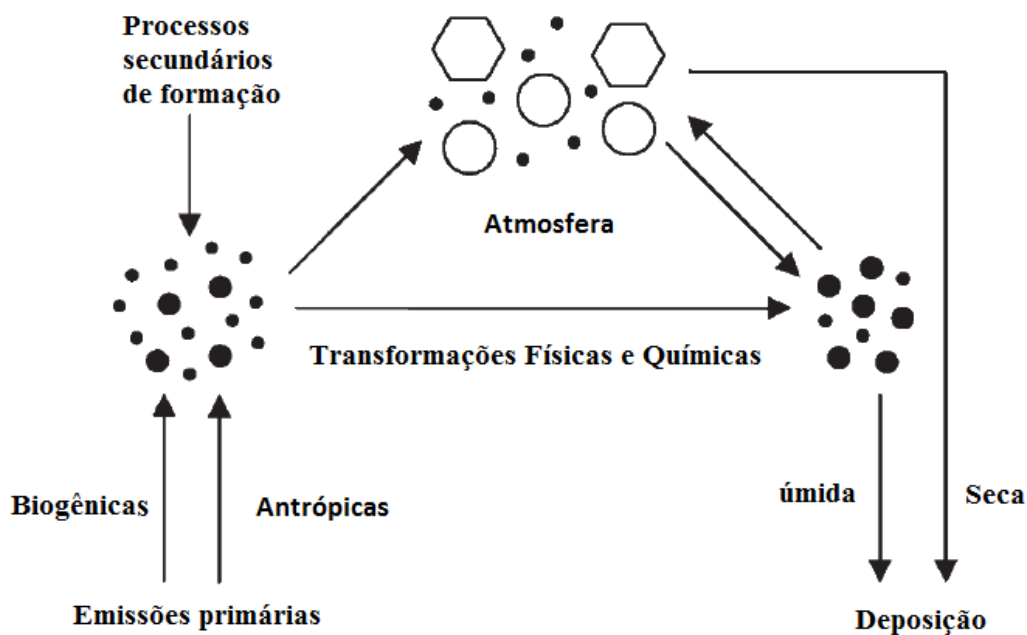 Processos
secundários
de formação
Atmosfera
Transformações Físicas e Químicas
Biogênicas
Antrópicas
úmida
Seca
Emissões primárias
Deposição